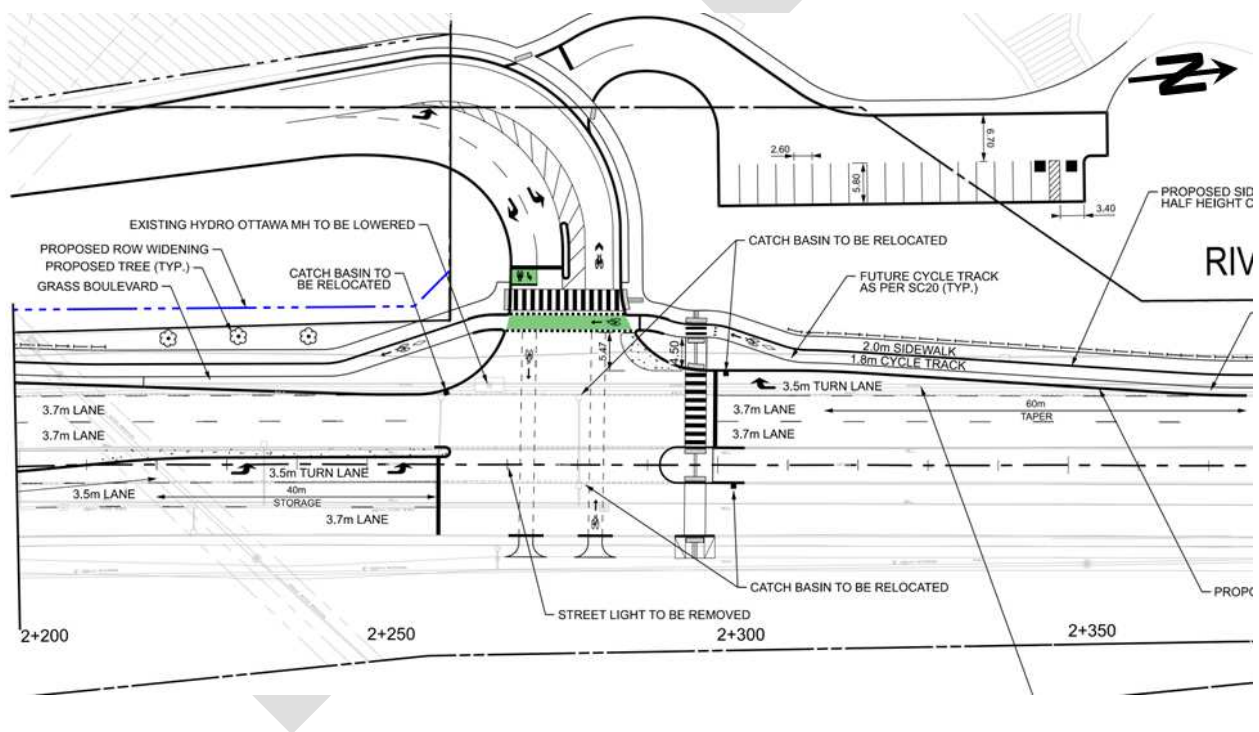 N
6.70
2.60
5.80
3.40
PROPOSED SID
HALF HEIGHT C
EXISTING HYDRO OTTAWA MH TO BE LOWERED
PROPOSED ROW WIDENING
PROPOSED TREE (TYP.)
GRASS BOULEVARD
CATCH BASIN TO
BE RELOCATED
CATCH BASIN TO BE RELOCATED
FUTURE CYCLE TRACK
AS PER SC20 (TYP.)
RIV
5.47
2.0m SIDEWALK
1.8m CYCLE TRACK
3.5m TURN LANE
60m
TAPER
3.7m LANE
3.7m LANE
3.7m LANE
3.7m LANE
3.5m TURN LANE
3.5m LANE
40m
STORAGE
3.7m LANE
CATCH BASIN TO BE RELOCATED
STREET LIGHT TO BE REMOVED
PROPO
2+200
2+250
2+300
2+350